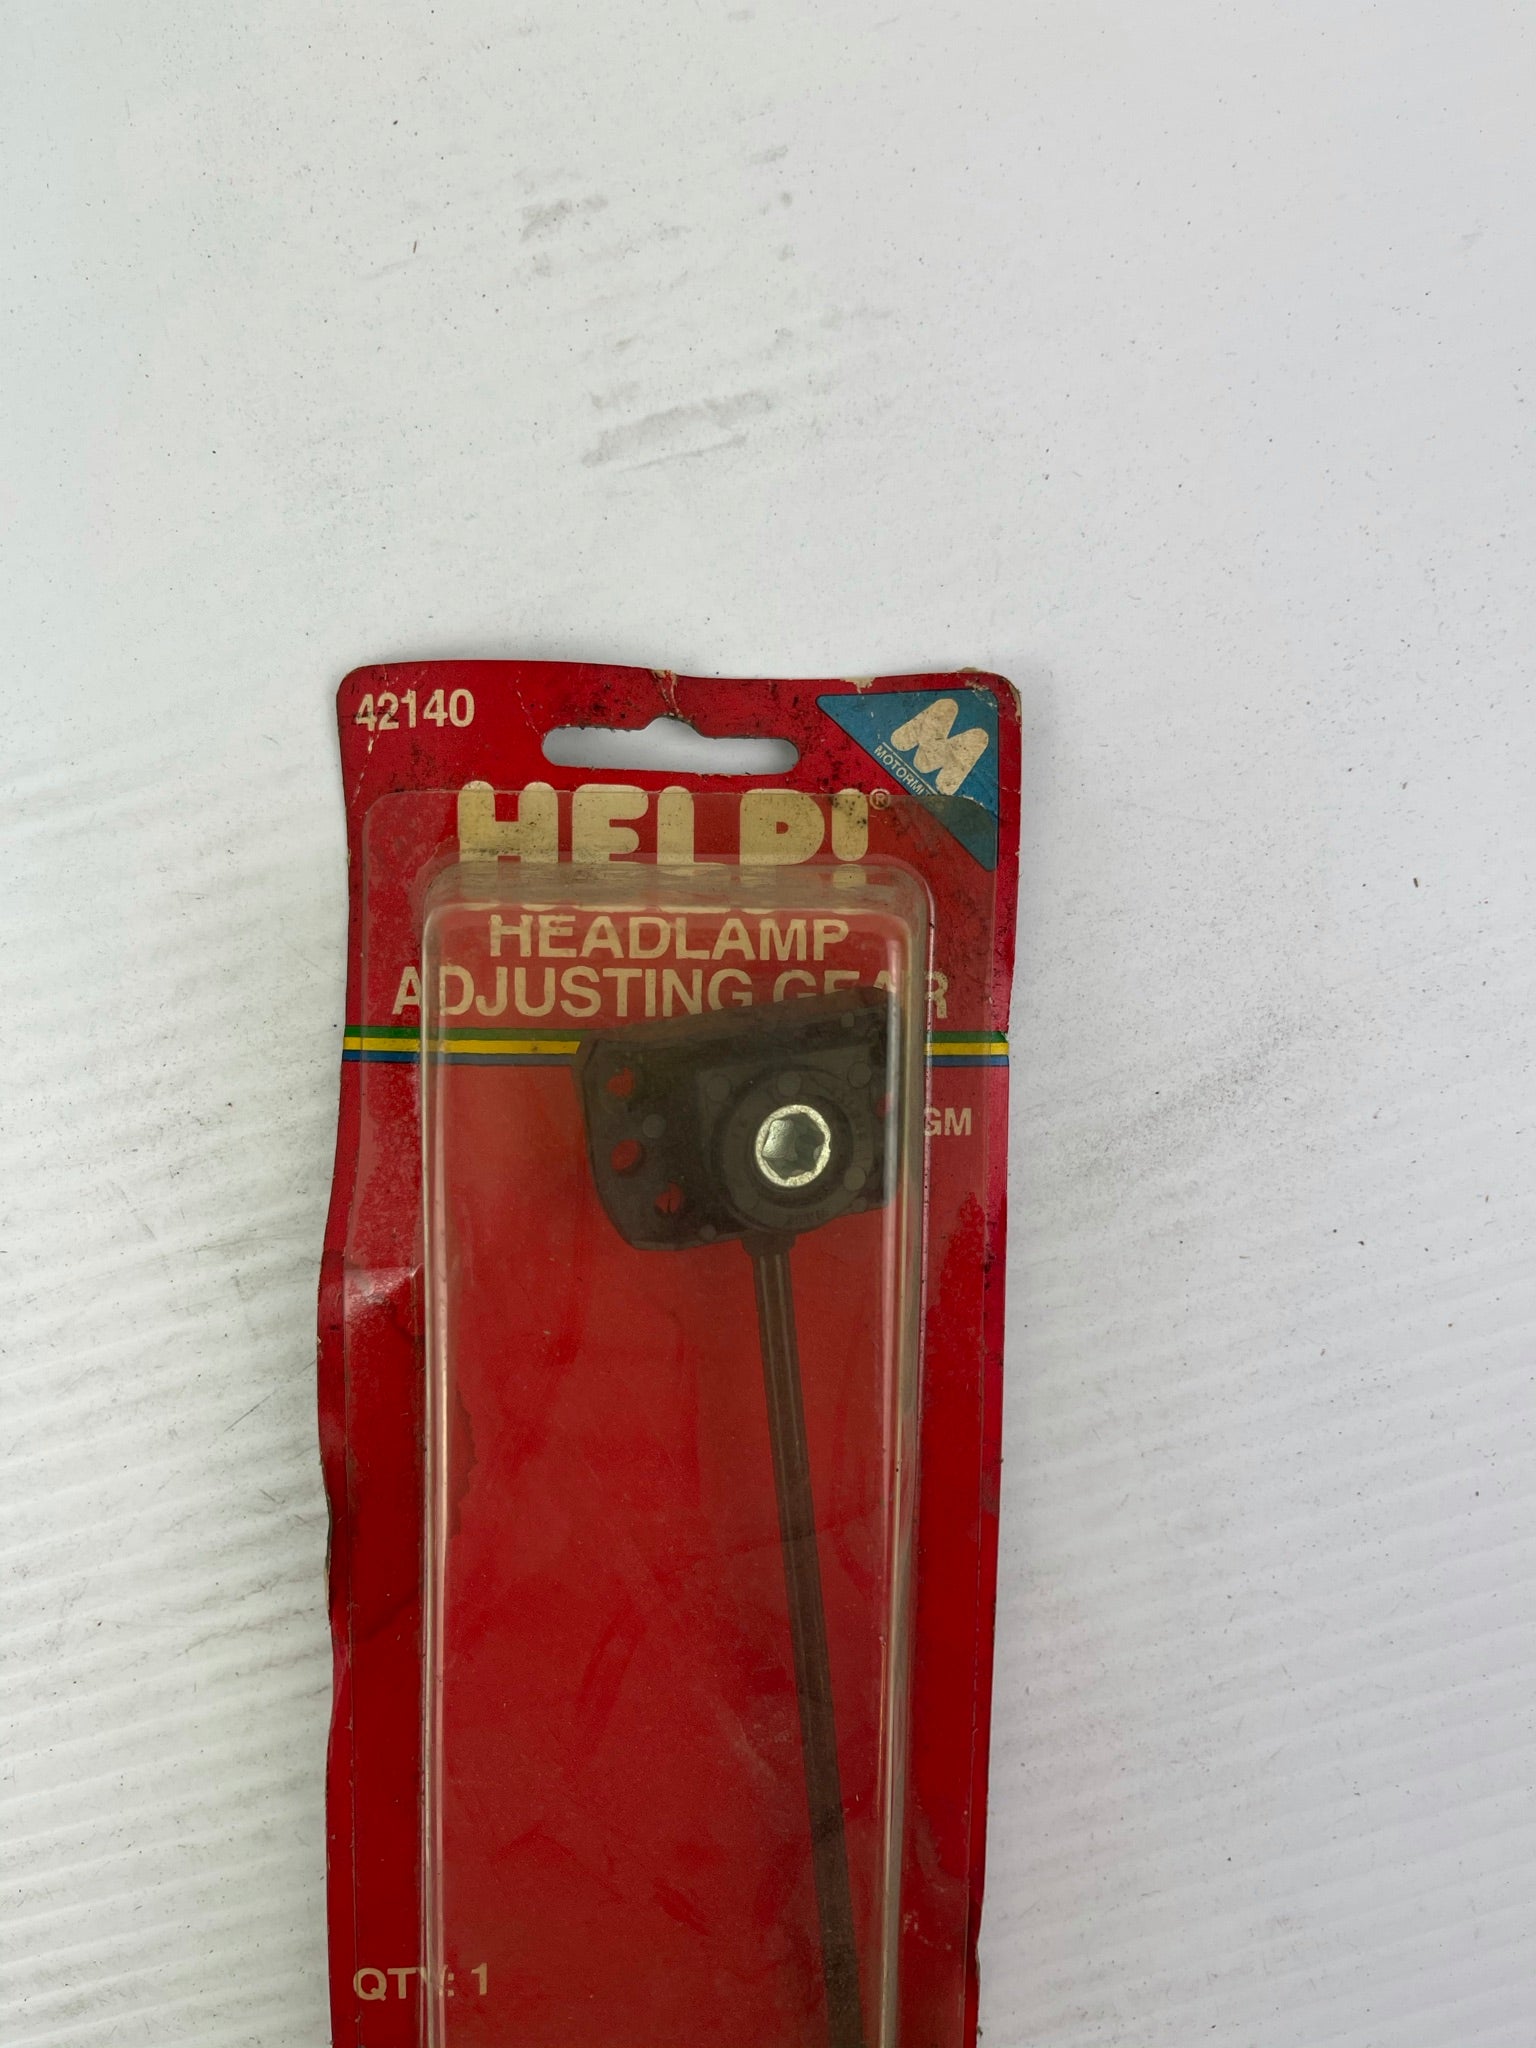 42140
M
HELP!®
HEADLAMP
ADJUSTING GEAR
GM
QTY: 1